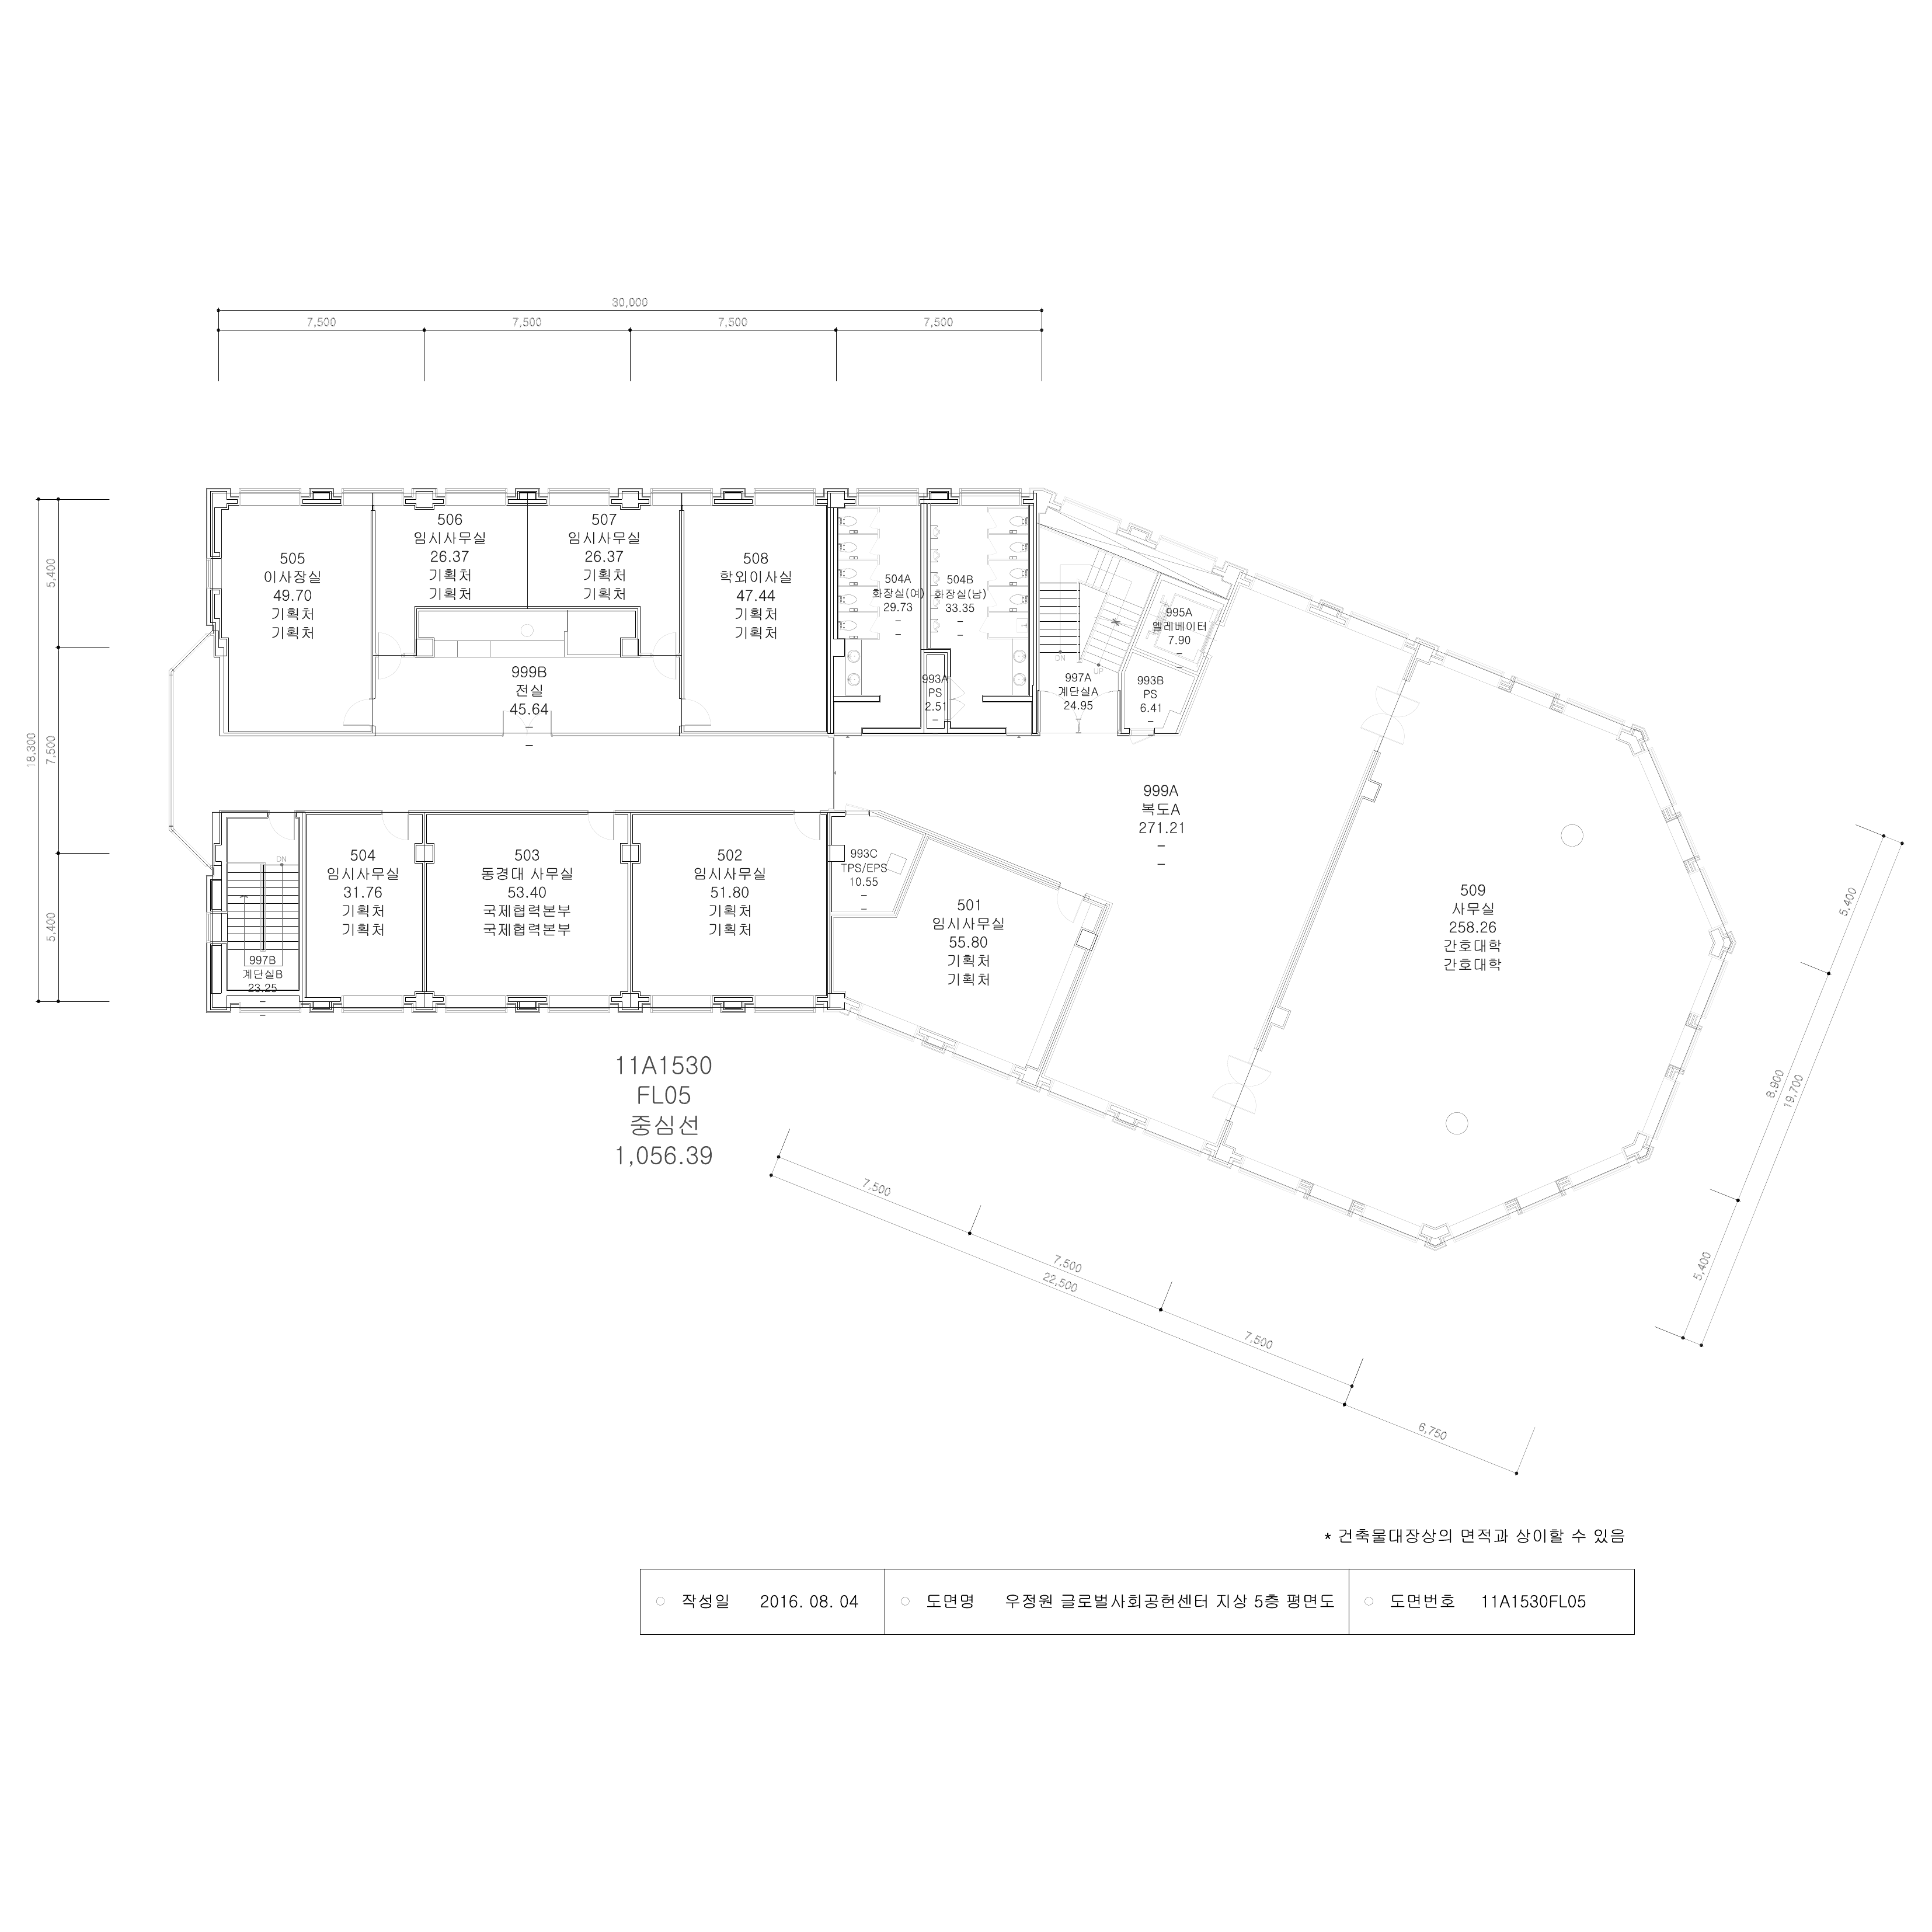 30,000
7,500
7,500
7,500
7,500
18,300
5,400
7,500
5,400
505
이사장실
49.70
기획처
기획처
506
임시사무실
26.37
기획처
기획처
507
임시사무실
26.37
기획처
기획처
508
학외이사실
47.44
기획처
기획처
504A
화장실(여)
29.73
-
-
504B
화장실(남)
33.35
-
-
995A
엘레베이터
7.90
-
999B
전실
45.64
-
-
993A
PS
2.51
-
DN
UP
997A
계단실A
24.95
-
993B
PS
6.41
-
999A
복도A
271.21
-
-
DN
997B
계단실B
23.25
-
-
504
임시사무실
31.76
기획처
기획처
503
동경대 사무실
53.40
국제협력본부
국제협력본부
502
임시사무실
51.80
기획처
기획처
993C
TPS/EPS
10.55
-
-
501
임시사무실
55.80
기획처
기획처
509
사무실
258.26
간호대학
간호대학
5,400
8,900
19,700
5,400
11A1530
FL05
중심선
1,056.39
7,500
7,500
22,500
7,500
6,750
* 건축물대장상의 면적과 상이할 수 있음
작성일 2016. 08. 04 도면명 우정원 글로벌사회공헌센터 지상 5층 평면도 도면번호 11A1530FL05